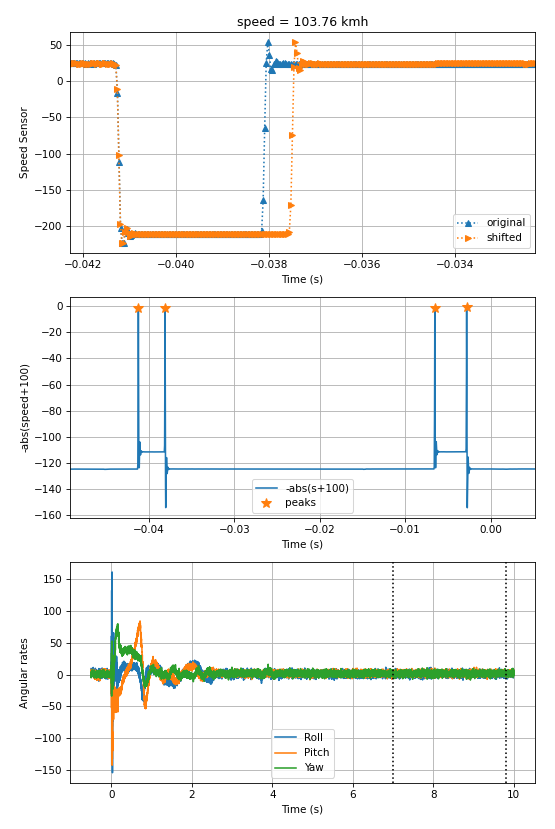 speed = 103.76 kmh
50
0
−50
−100
−150
−200
Speed Sensor
original
shifted
−0.042 −0.040 −0.038 −0.036 −0.034
Time (s)
0
−20
−40
−60
−80
−100
−120
−140
−160
-abs(speed+100)
-abs(s+100)
peaks
−0.04 −0.03 −0.02 −0.01 0.00
Time (s)
150
100
50
0
−50
−100
−150
Angular rates
Roll
Pitch
Yaw
0 2 4 6 8 10
Time (s)